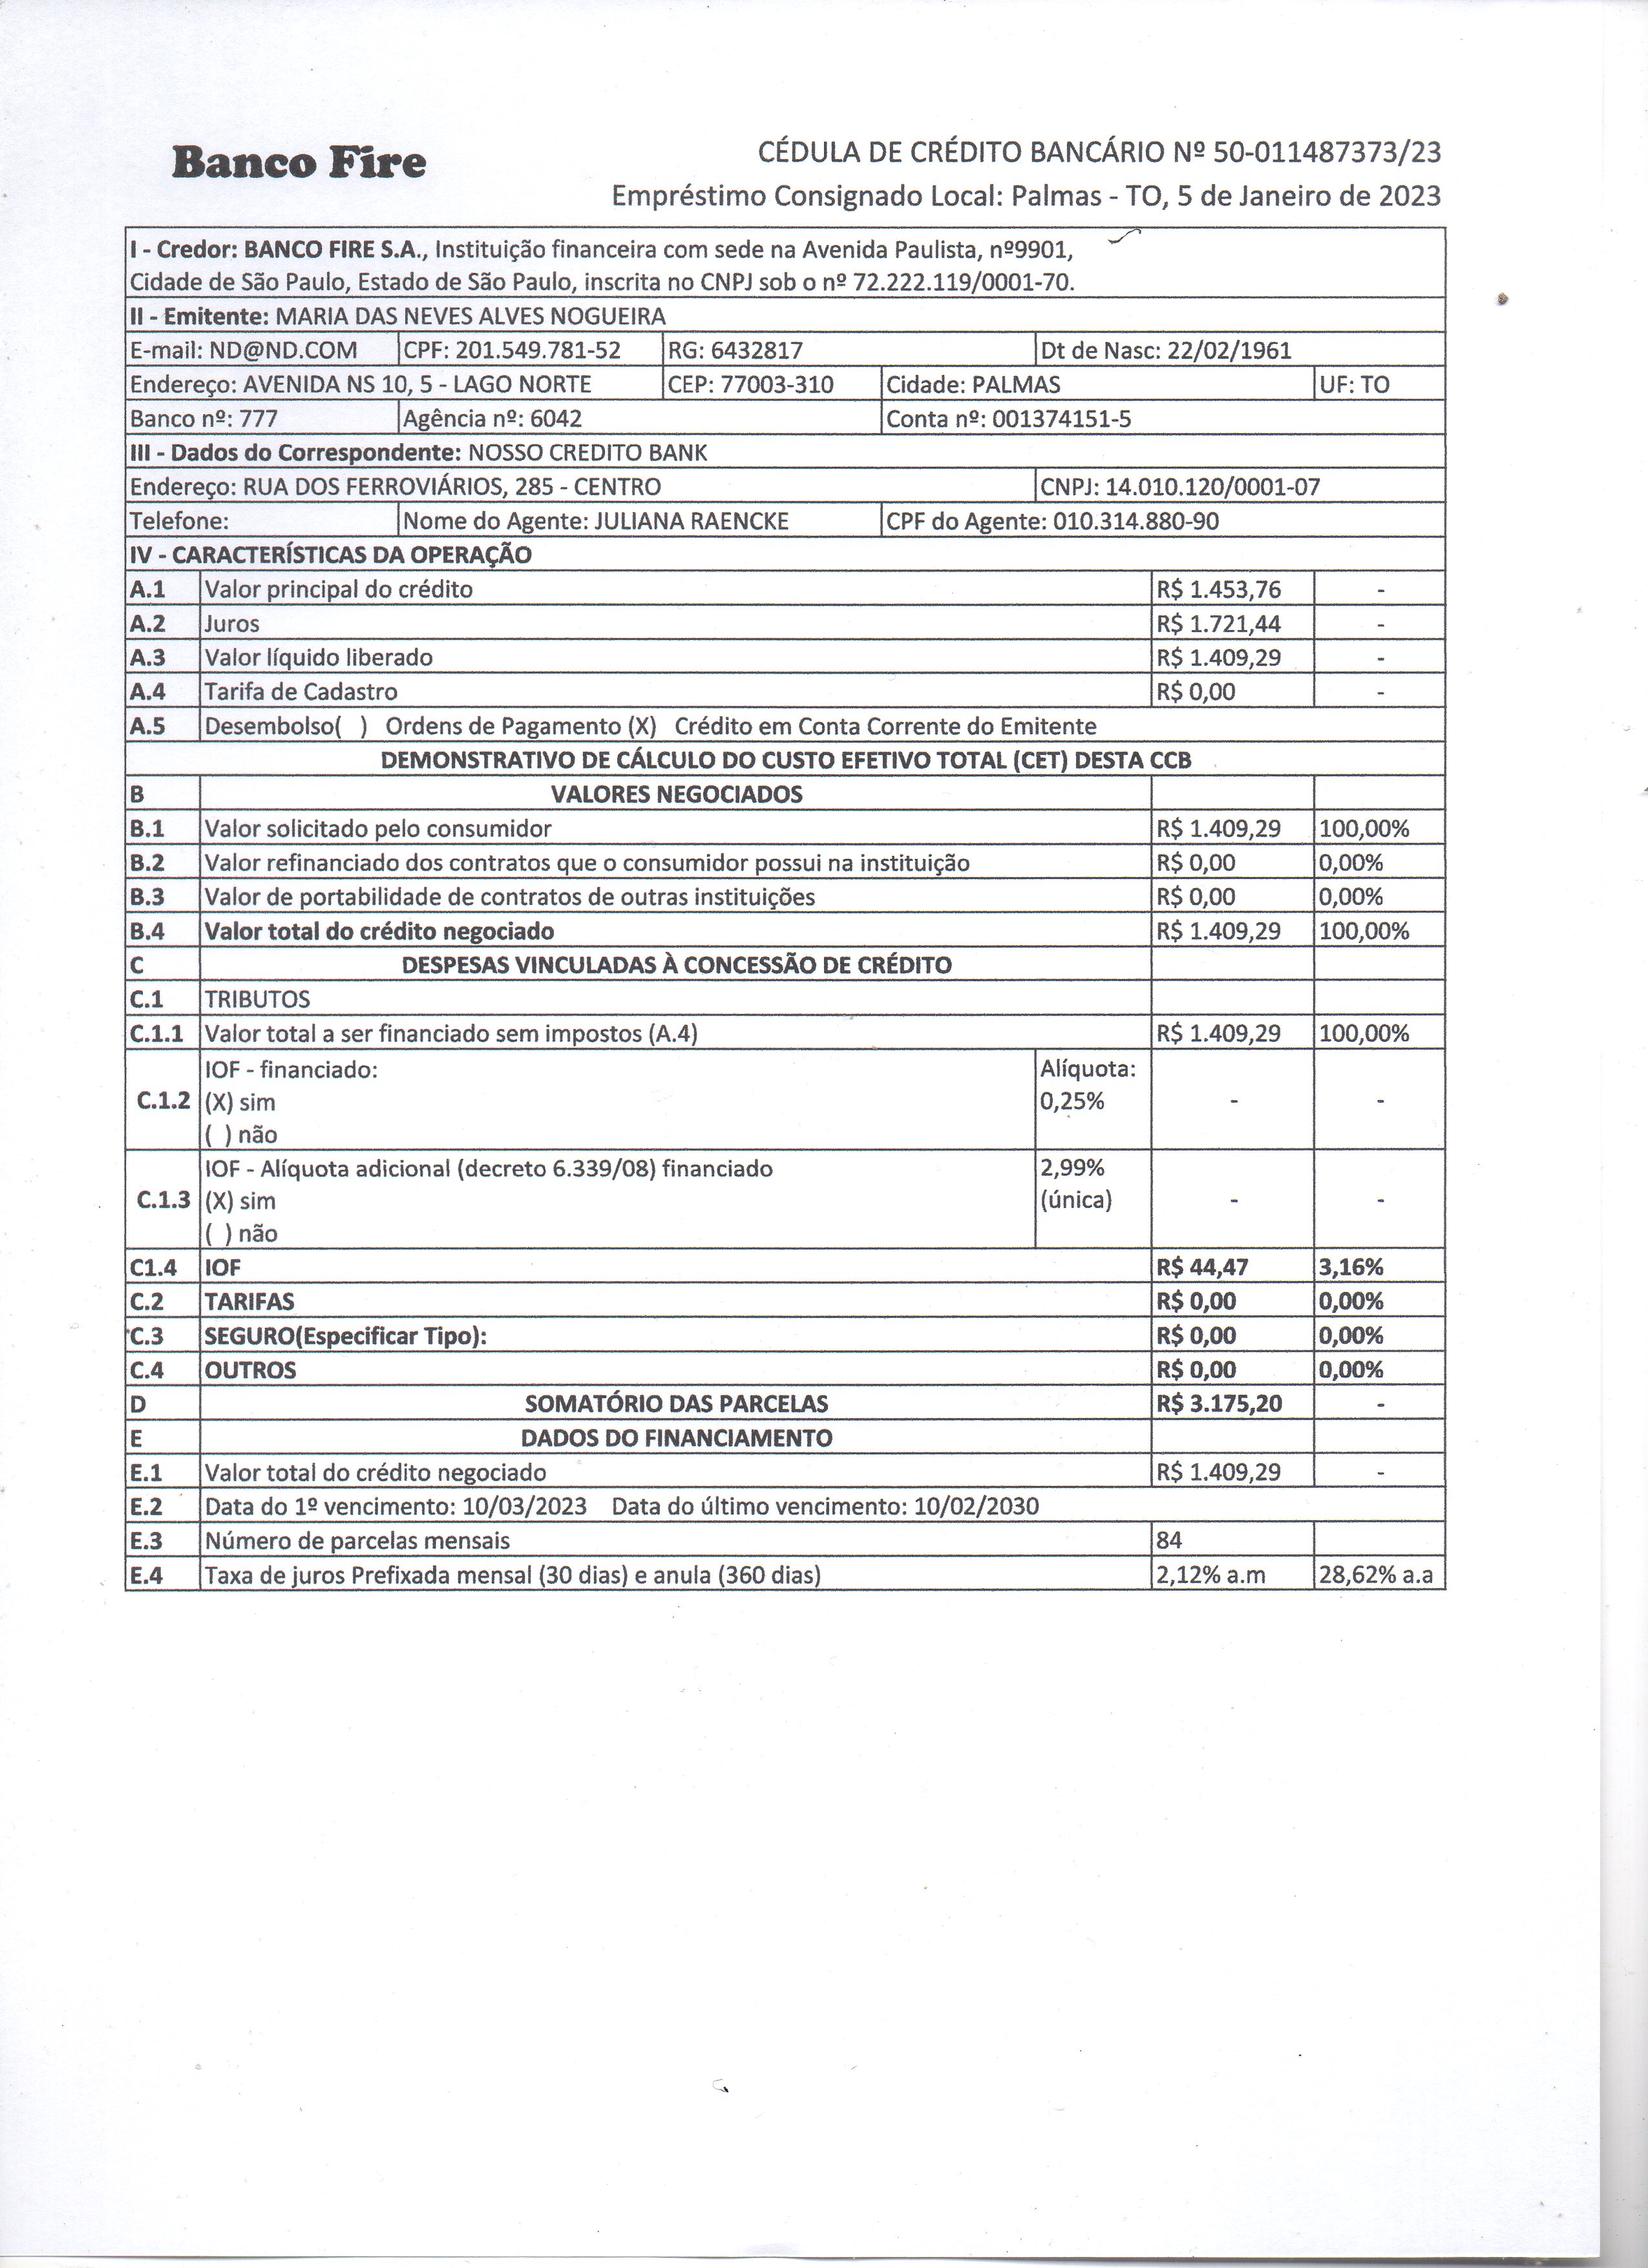 Banco Fire
CÉDULA DE CRÉDITO BANCÁRIO Nº 50-011487373/23
Empréstimo Consignado Local: Palmas - TO, 5 de Janeiro de 2023
I - Credor: BANCO FIRE S.A., Instituição financeira com sede na Avenida Paulista, nº9901,
Cidade de São Paulo, Estado de São Paulo, inscrita no CNPJ sob o nº 72.222.119/0001-70.
II - Emitente: MARIA DAS NEVES ALVES NOGUEIRA
E-mail: ND@ND.COM CPF: 201.549.781-52 RG: 6432817 Dt de Nasc: 22/02/1961
Endereço: AVENIDA NS 10, 5 - LAGO NORTE CEP: 77003-310 Cidade: PALMAS UF: TO
Banco nº: 777 Agência nº: 6042 Conta nº: 001374151-5
III - Dados do Correspondente: NOSSO CREDITO BANK
Endereço: RUA DOS FERROVIÁRIOS, 285 - CENTRO CNPJ: 14.010.120/0001-07
Telefone: Nome do Agente: JULIANA RAENCKE CPF do Agente: 010.314.880-90
IV - CARACTERÍSTICAS DA OPERAÇÃO
A.1 Valor principal do crédito R$ 1.453,76 -
A.2 Juros R$ 1.721,44 -
A.3 Valor líquido liberado R$ 1.409,29 -
A.4 Tarifa de Cadastro R$ 0,00 -
A.5 Desembolso( ) Ordens de Pagamento (X) Crédito em Conta Corrente do Emitente
DEMONSTRATIVO DE CÁLCULO DO CUSTO EFETIVO TOTAL (CET) DESTA CCB
B VALORES NEGOCIADOS
B.1 Valor solicitado pelo consumidor R$ 1.409,29 100,00%
B.2 Valor refinanciado dos contratos que o consumidor possui na instituição R$ 0,00 0,00%
B.3 Valor de portabilidade de contratos de outras instituições R$ 0,00 0,00%
B.4 Valor total do crédito negociado R$ 1.409,29 100,00%
C DESPESAS VINCULADAS À CONCESSÃO DE CRÉDITO
C.1 TRIBUTOS
C.1.1 Valor total a ser financiado sem impostos (A.4) R$ 1.409,29 100,00%
IOF - financiado: Alíquota:
C.1.2 (X) sim 0,25% - -
( ) não
IOF - Alíquota adicional (decreto 6.339/08) financiado 2,99%
C.1.3 (X) sim (única) - -
( ) não
C1.4 IOF R$ 44,47 3,16%
C.2 TARIFAS R$ 0,00 0,00%
C.3 SEGURO(Especificar Tipo): R$ 0,00 0,00%
C.4 OUTROS R$ 0,00 0,00%
D SOMATÓRIO DAS PARCELAS R$ 3.175,20 -
E DADOS DO FINANCIAMENTO
E.1 Valor total do crédito negociado R$ 1.409,29 -
E.2 Data do 1º vencimento: 10/03/2023 Data do último vencimento: 10/02/2030
E.3 Número de parcelas mensais 84
E.4 Taxa de juros Prefixada mensal (30 dias) e anula (360 dias) 2,12% a.m 28,62% a.a